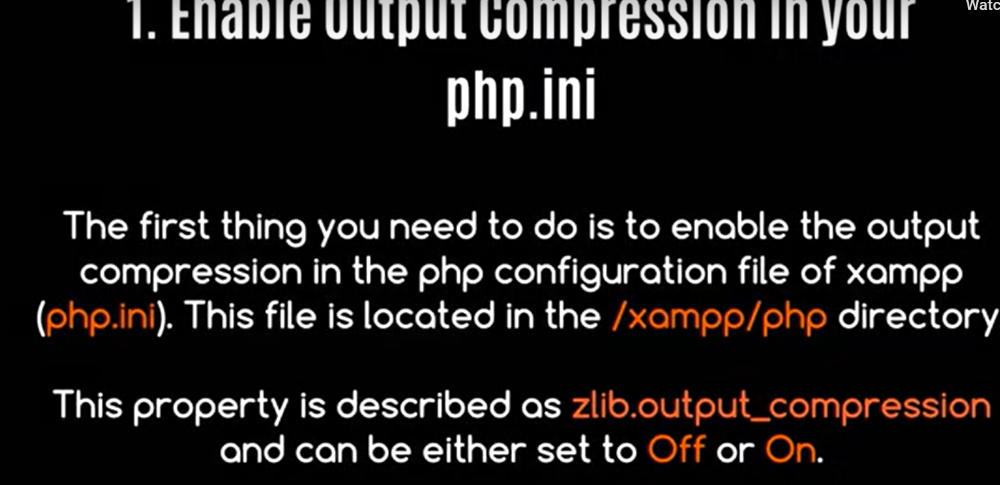 Watc
1. Enable Output Compression in your
php.ini
The first thing you need to do is to enable the output
compression in the php configuration file of xampp
(php.ini). This file is located in the /xampp/php directory
This property is described as zlib.output_compression
and can be either set to Off or On.